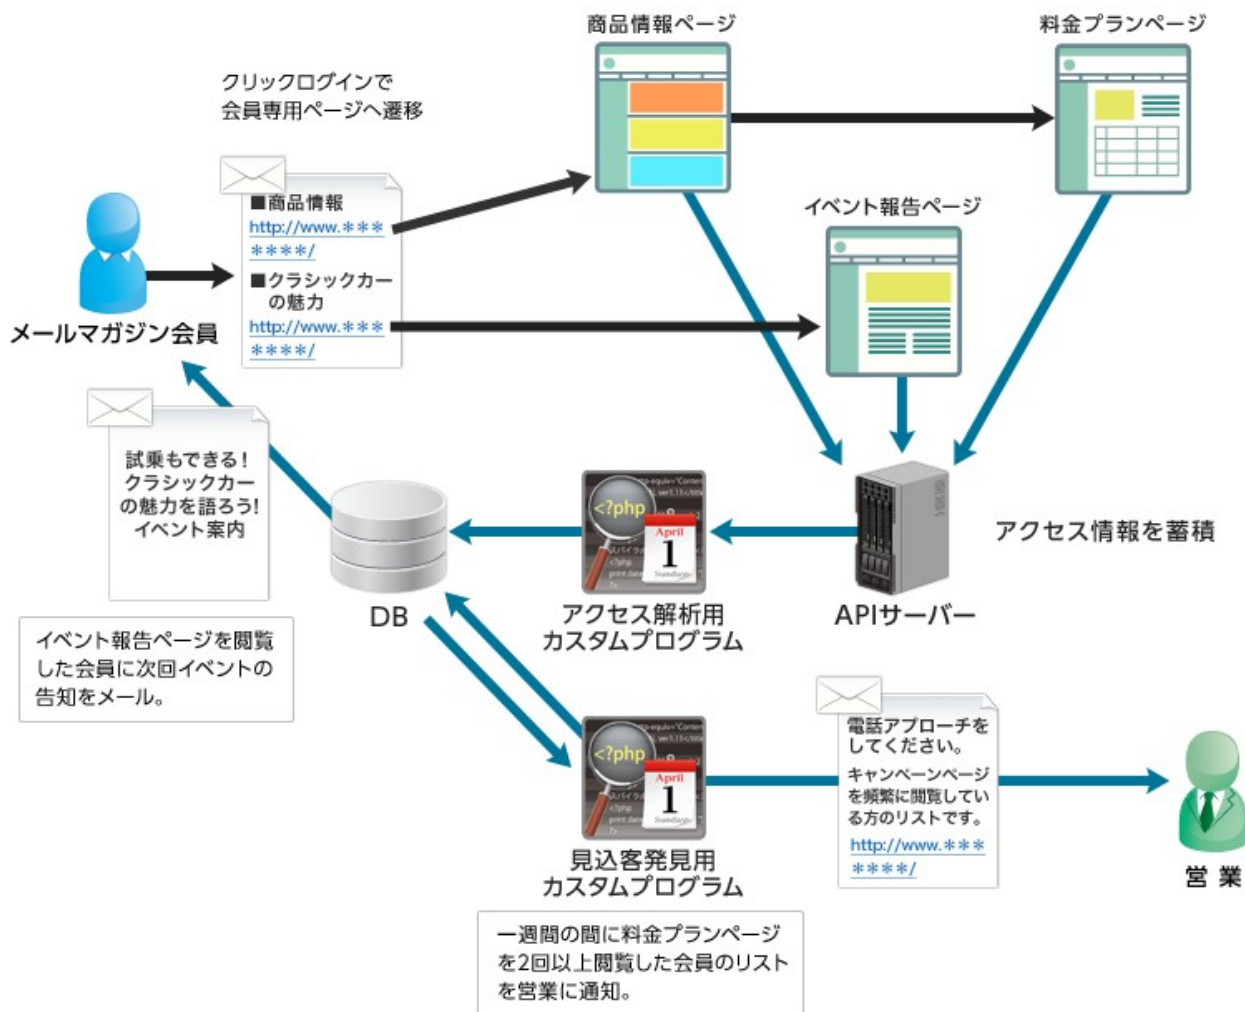 商品情報ページ
料金プランページ
クリックログインで
会員専用ページへ遷移
■商品情報
http://www.***
****/
■クラシックカー
の魅力
http://www.***
****/
イベント報告ページ
メールマガジン会員
試乗もできる!
クラシックカー
の魅力を語ろう!
イベント案内
<?php
April
1
アクセス情報を蓄積
DB
アクセス解析用
カスタムプログラム
APIサーバー
イベント報告ページを閲覧
した会員に次回イベントの
告知をメール。
<?php
April
1
電話アプローチを
してください。
キャンペーンページ
を頻繁に閲覧してい
る方のリストです。
http://www.***
****/
見込客発見用
カスタムプログラム
営業
一週間の間に料金プランページ
を2回以上閲覧した会員のリスト
を営業に通知。